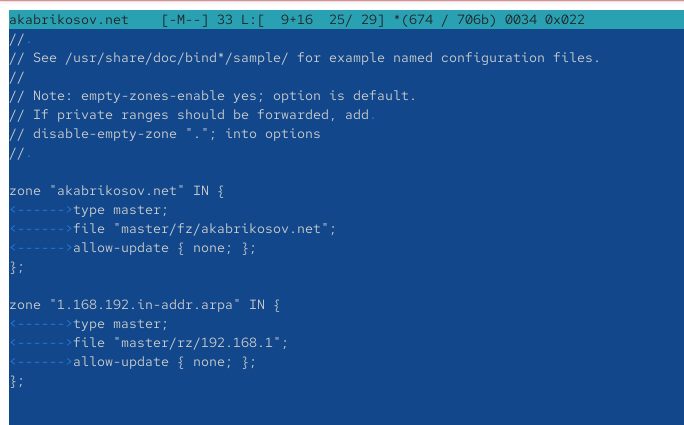 akabrikosov.net    [-M--] 33 L:[  9+16  25/ 29] *(674 / 706b) 0034 0x022
//.
// See /usr/share/doc/bind*/sample/ for example named configuration files.
//
// Note: empty-zones-enable yes; option is default.
// If private ranges should be forwarded, add.
// disable-empty-zone "."; into options
//.
zone "akabrikosov.net" IN {
<------>type master;
<------>file "master/fz/akabrikosov.net";
<------>allow-update { none; };
};
zone "1.168.192.in-addr.arpa" IN {
<------>type master;
<------>file "master/rz/192.168.1";
<------>allow-update { none; };
};